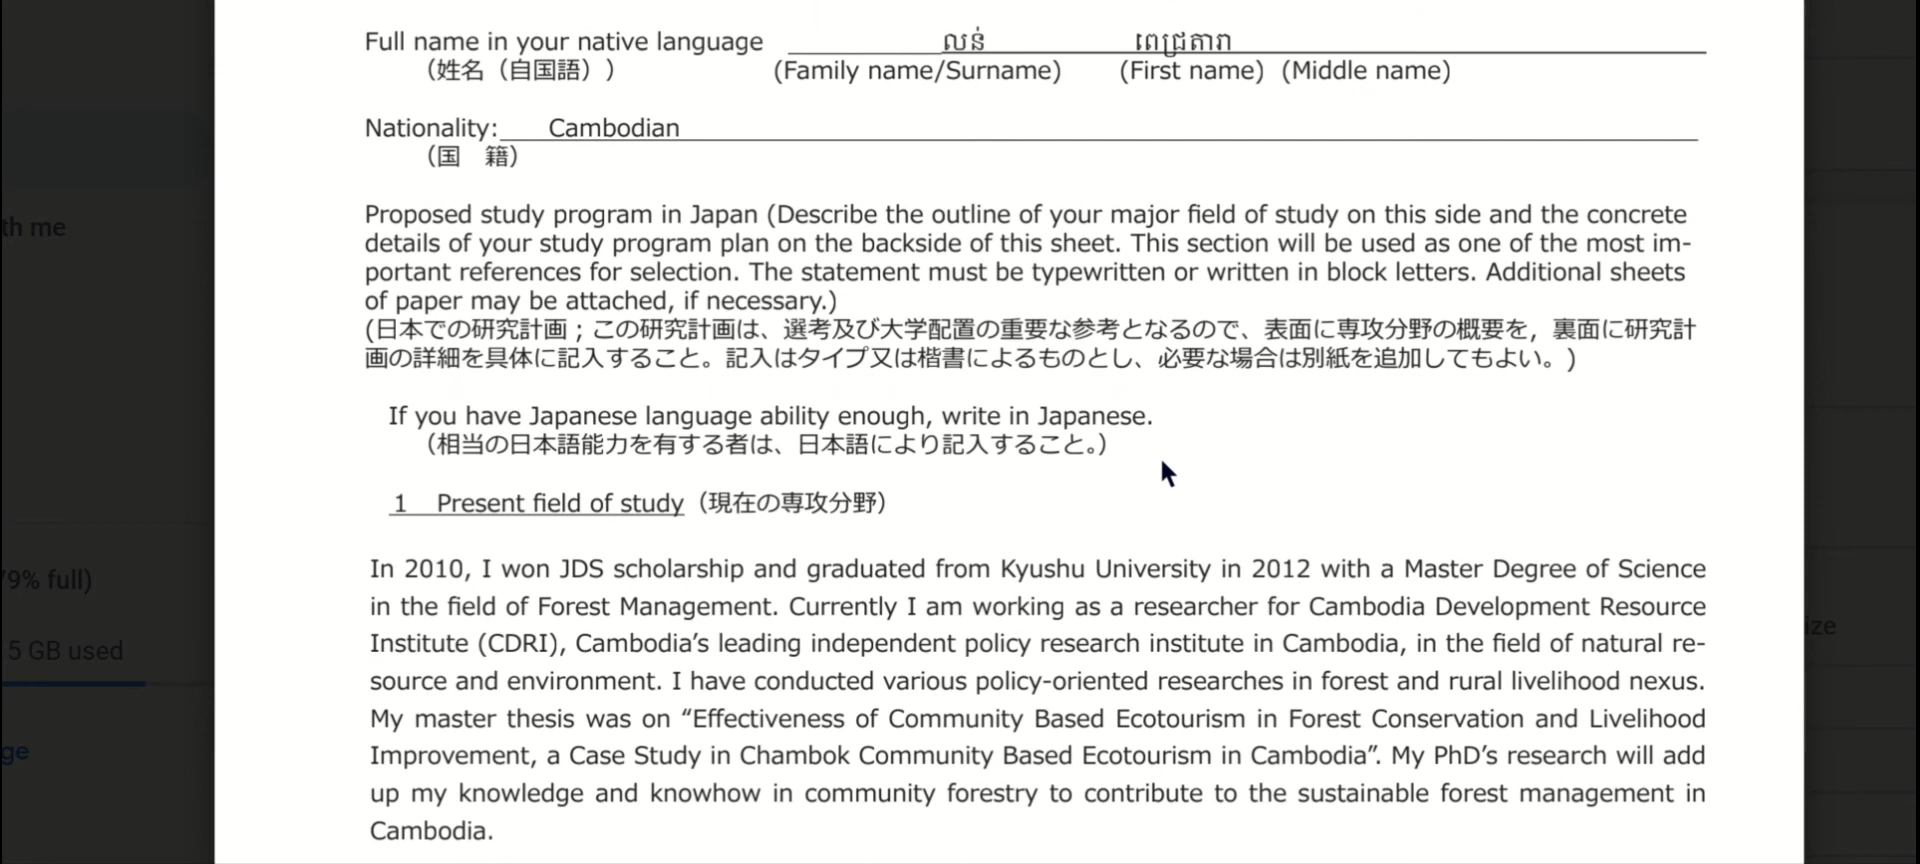 Full name in your native language លន់ ពេជ្រតារា
（姓名（自国語））
(Family name/Surname) (First name) (Middle name)
Nationality: Cambodian
（国　籍）
Proposed study program in Japan (Describe the outline of your major field of study on this side and the concrete
details of your study program plan on the backside of this sheet. This section will be used as one of the most im-
portant references for selection. The statement must be typewritten or written in block letters. Additional sheets
of paper may be attached, if necessary.)
(日本での研究計画；この研究計画は、選考及び大学配置の重要な参考となるので、表面に専攻分野の概要を，裏面に研究計
画の詳細を具体に記入すること。記入はタイプ又は楷書によるものとし、必要な場合は別紙を追加してもよい。)
If you have Japanese language ability enough, write in Japanese.
（相当の日本語能力を有する者は、日本語により記入すること。）
1 Present field of study（現在の専攻分野）
In 2010, I won JDS scholarship and graduated from Kyushu University in 2012 with a Master Degree of Science
in the field of Forest Management. Currently I am working as a researcher for Cambodia Development Resource
Institute (CDRI), Cambodia’s leading independent policy research institute in Cambodia, in the field of natural re-
source and environment. I have conducted various policy-oriented researches in forest and rural livelihood nexus.
My master thesis was on “Effectiveness of Community Based Ecotourism in Forest Conservation and Livelihood
Improvement, a Case Study in Chambok Community Based Ecotourism in Cambodia”. My PhD’s research will add
up my knowledge and knowhow in community forestry to contribute to the sustainable forest management in
Cambodia.
th me
9% full)
5 GB used
ge
ize